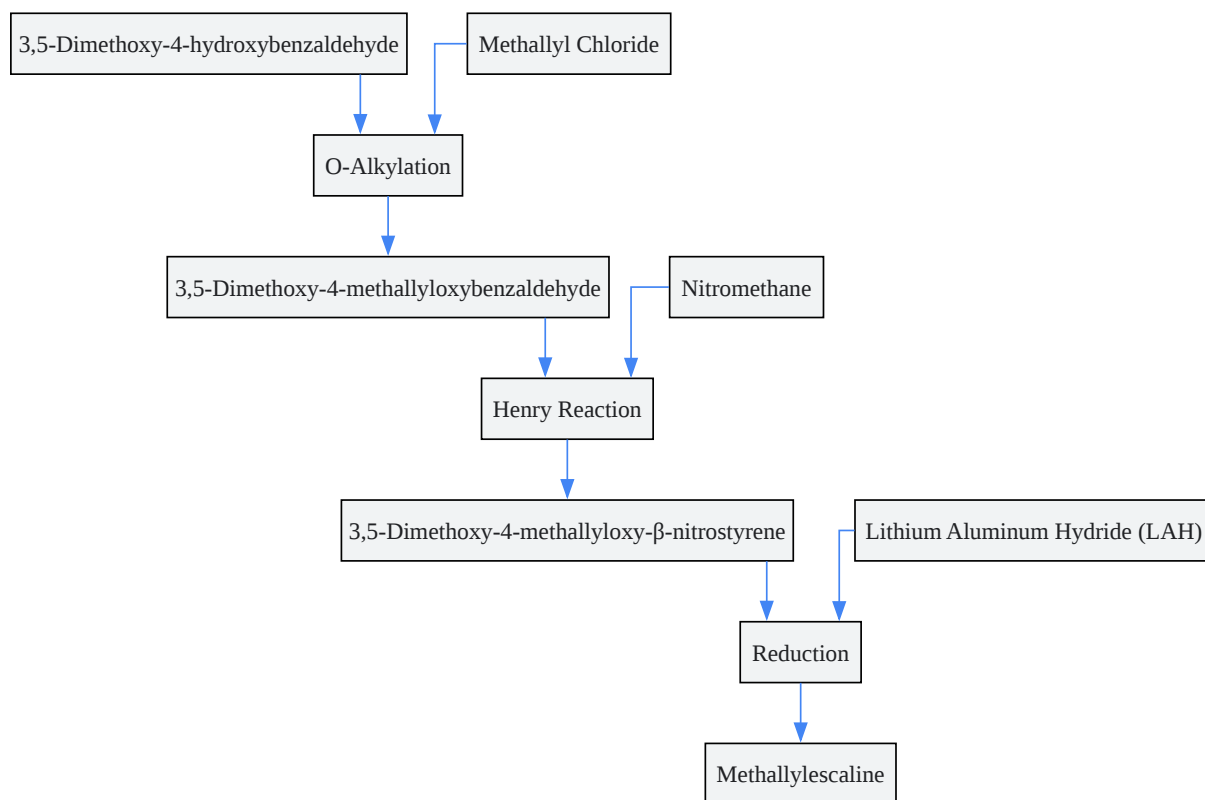 3,5-Dimethoxy-4-hydroxybenzaldehyde
Methallyl Chloride
O-Alkylation
3,5-Dimethoxy-4-methallyloxybenzaldehyde
Nitromethane
Henry Reaction
3,5-Dimethoxy-4-methallyloxy-β-nitrostyrene
Lithium Aluminum Hydride (LAH)
Reduction
Methallylescaline